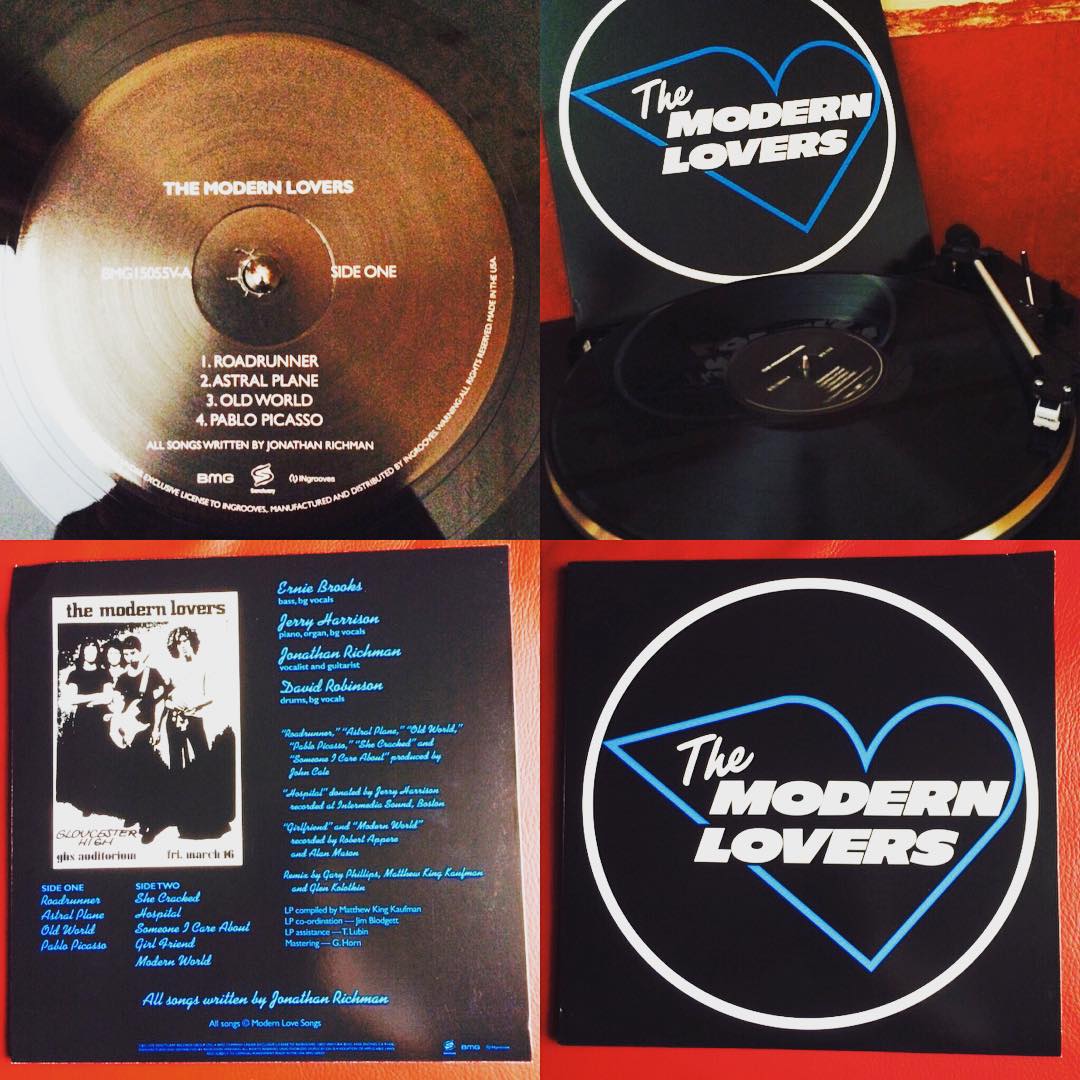 THE MODERN LOVERS
BMG15055V-A
SIDE ONE
1. ROADRUNNER
2. ASTRAL PLANE
3. OLD WORLD
4. PABLO PICASSO
ALL SONGS WRITTEN BY JONATHAN RICHMAN
BMG Sanctuary INgrooves
EXCLUSIVE LICENSE TO INGROOVES, MANUFACTURED AND DISTRIBUTED BY INGROOVES. WARNING: ALL RIGHTS RESERVED. MADE IN THE USA.
The
MODERN
LOVERS
the modern lovers
GLOUCESTER
HIGH
ghs auditorium fri. march 16
Ernie Brooks
bass, bg vocals
Jerry Harrison
piano, organ, bg vocals
Jonathan Richman
vocalist and guitarist
David Robinson
drums, bg vocals
"Roadrunner," "Astral Plane," "Old World,"
"Pablo Picasso," "She Cracked" and
"Someone I Care About" produced by
John Cale
"Hospital" donated by Jerry Harrison
recorded at Intermedia Sound, Boston
"Girlfriend" and "Modern World"
recorded by Robert Appere
and Alan Mason
Remix by Gary Phillips, Matthew King Kaufman
and Glen Kolotkin
LP compiled by Matthew King Kaufman
LP co-ordination — Jim Blodgett
LP assistance — T. Lubin
Mastering — G. Horn
SIDE ONE
Roadrunner
Astral Plane
Old World
Pablo Picasso
SIDE TWO
She Cracked
Hospital
Someone I Care About
Girl Friend
Modern World
All songs written by Jonathan Richman
All songs © Modern Love Songs
Sanctuary BMG INgrooves
The
MODERN
LOVERS